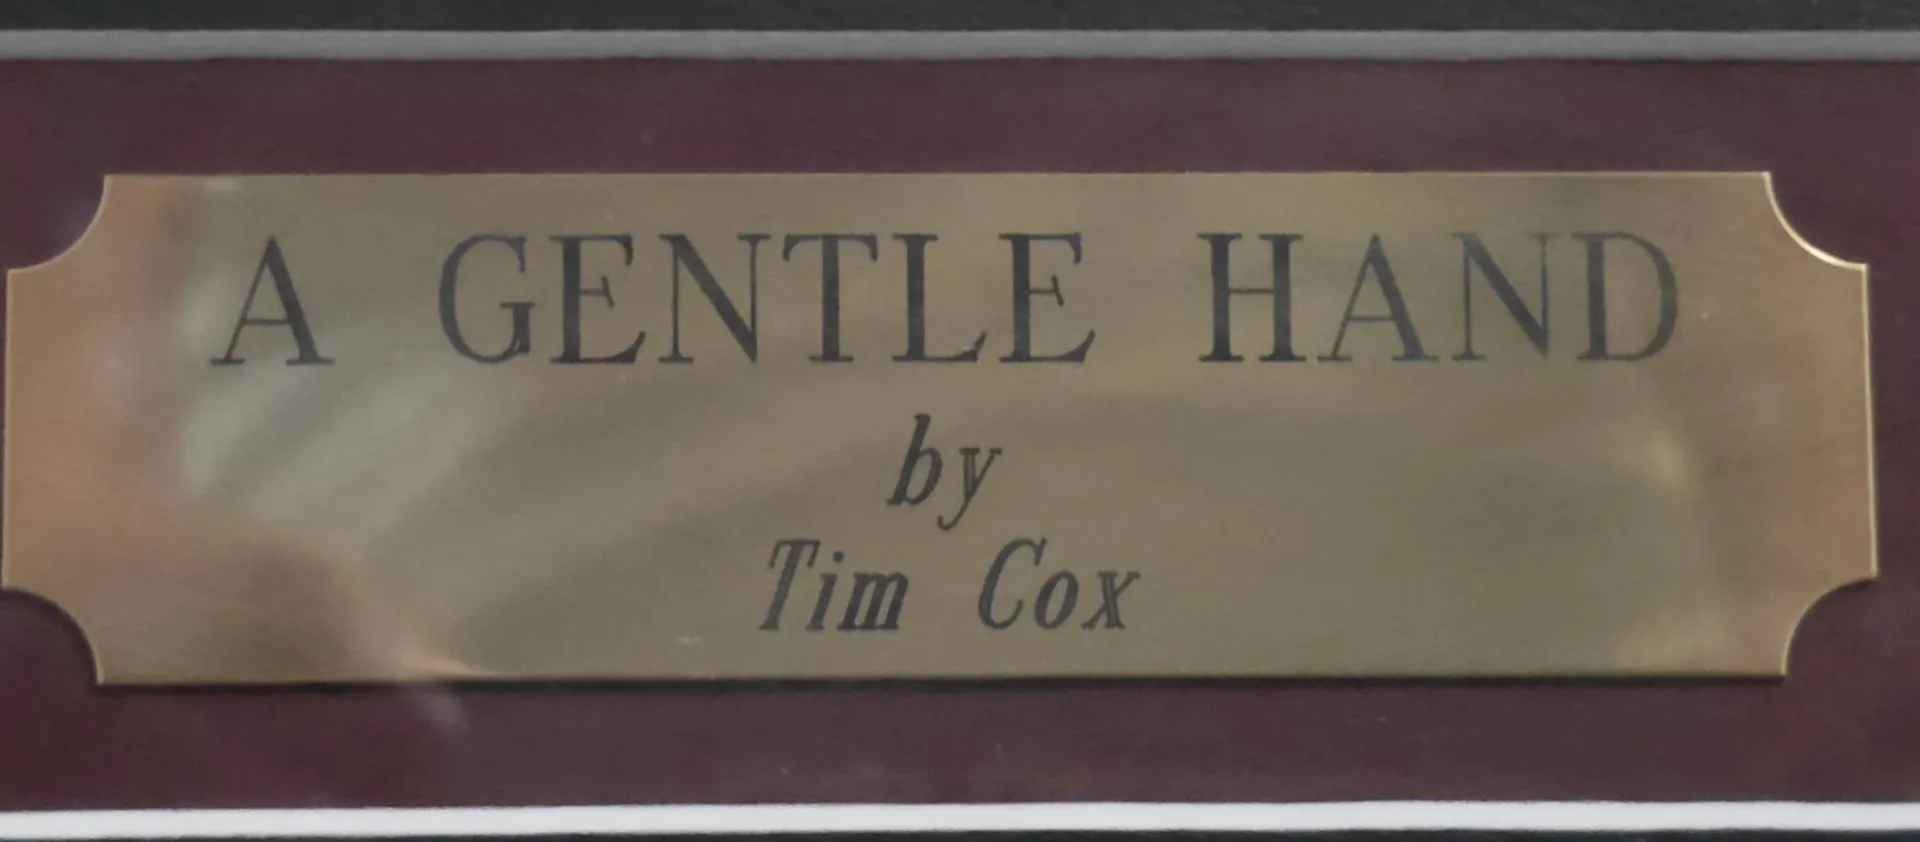 A GENTLE HAND
by
Tim Cox